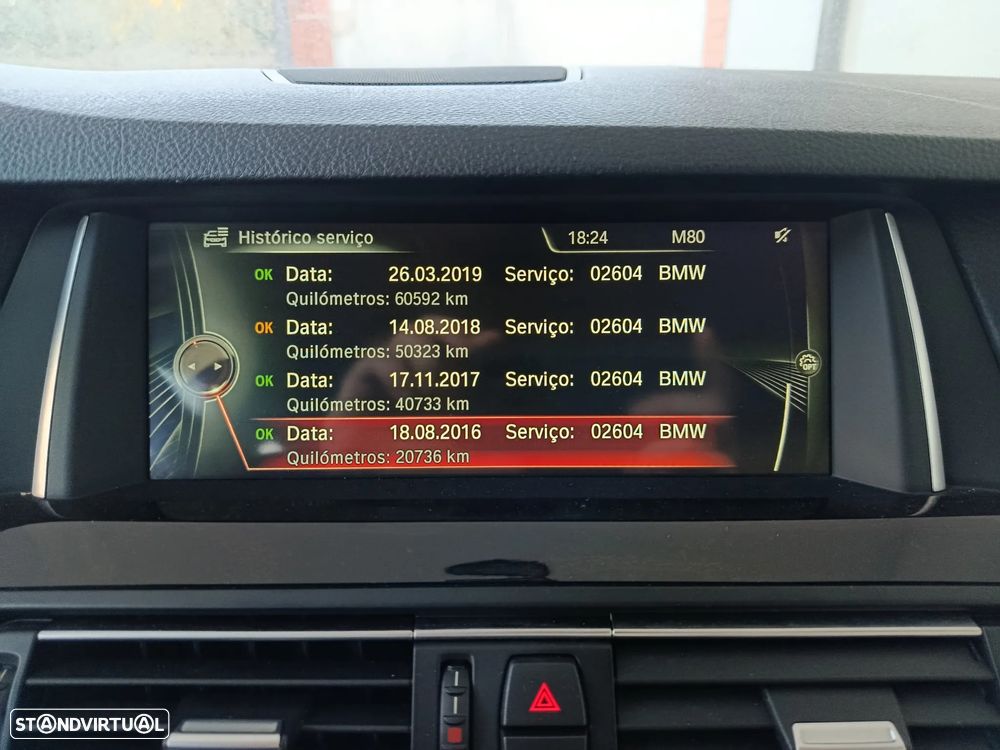 Histórico serviço 18:24 M80
OK Data: 26.03.2019 Serviço: 02604 BMW
Quilómetros: 60592 km
OK Data: 14.08.2018 Serviço: 02604 BMW
Quilómetros: 50323 km
OPT
OK Data: 17.11.2017 Serviço: 02604 BMW
Quilómetros: 40733 km
OK Data: 18.08.2016 Serviço: 02604 BMW
Quilómetros: 20736 km
STANDVIRTUAL